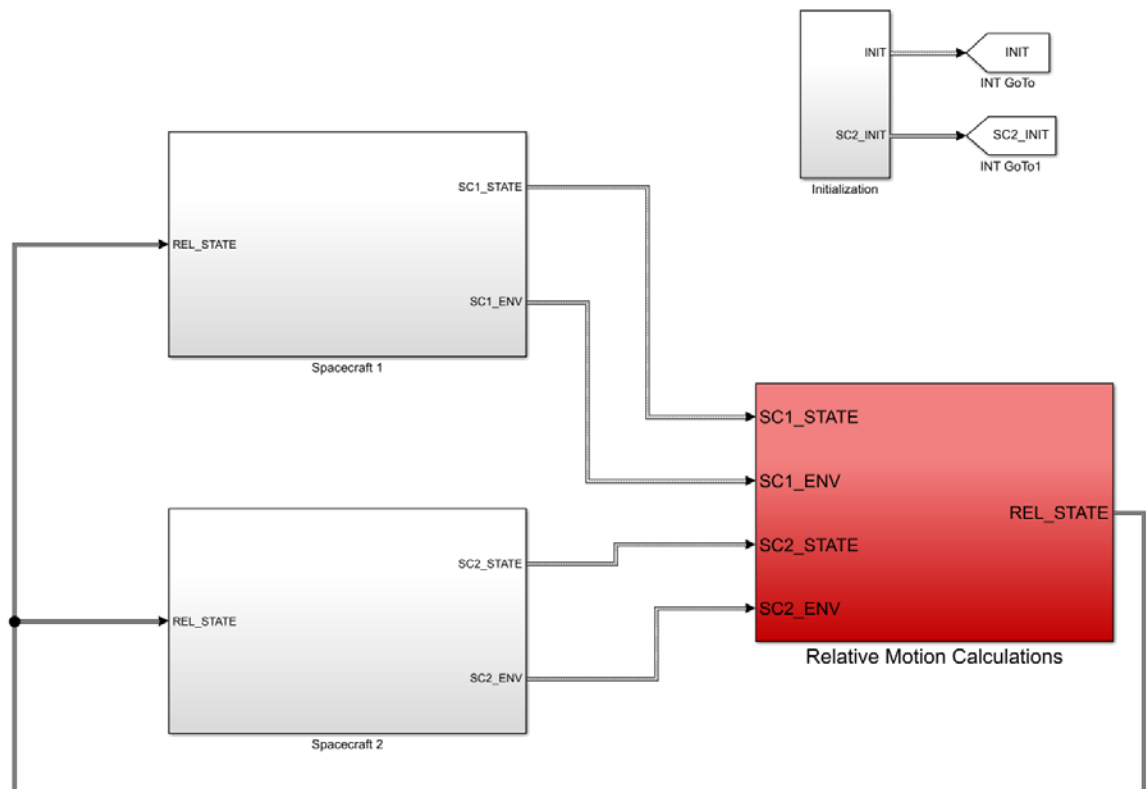 INIT
INIT
INT GoTo
SC2_INIT
SC2_INIT
INT GoTo1
Initialization
SC1_STATE
REL_STATE
SC1_ENV
Spacecraft 1
SC1_STATE
SC1_ENV
REL_STATE
SC2_STATE
SC2_ENV
Relative Motion Calculations
SC2_STATE
REL_STATE
SC2_ENV
Spacecraft 2